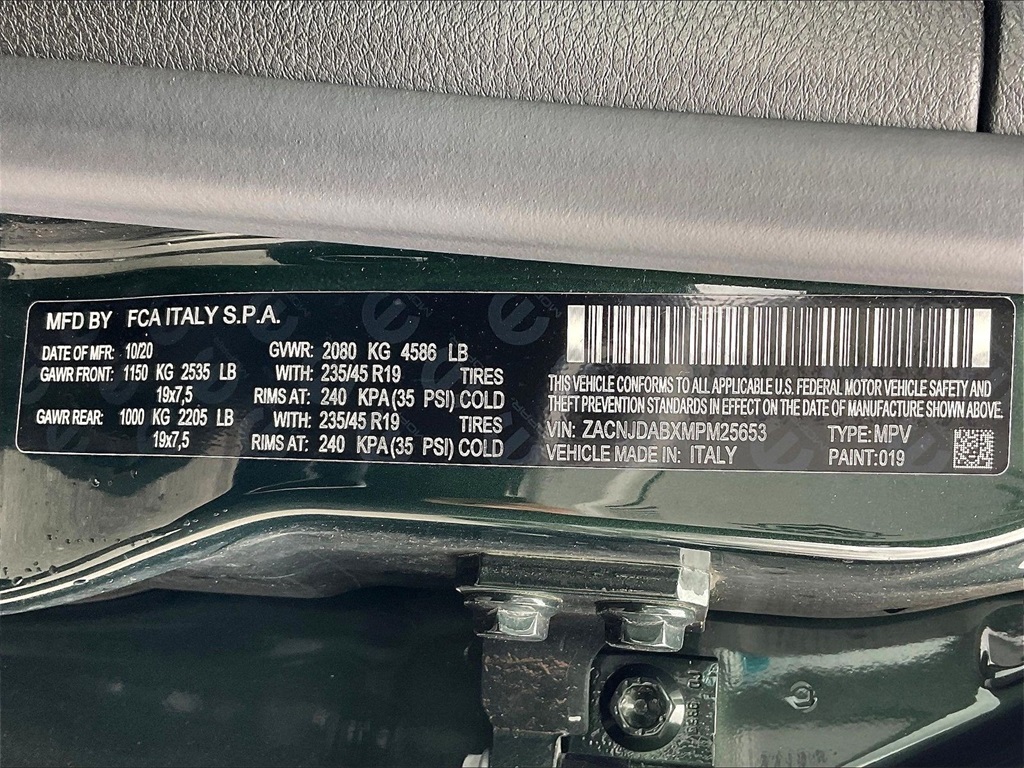 MFD BY FCA ITALY S.P.A.
DATE OF MFR: 10/20 GVWR: 2080 KG 4586 LB
GAWR FRONT: 1150 KG 2535 LB WITH: 235/45 R19 TIRES
19x7,5 RIMS AT: 240 KPA (35 PSI) COLD
GAWR REAR: 1000 KG 2205 LB WITH: 235/45 R19 TIRES
19x7,5 RIMS AT: 240 KPA (35 PSI) COLD
THIS VEHICLE CONFORMS TO ALL APPLICABLE U.S. FEDERAL MOTOR VEHICLE SAFETY AND
THEFT PREVENTION STANDARDS IN EFFECT ON THE DATE OF MANUFACTURE SHOWN ABOVE.
VIN: ZACNJDABXMPM25653 TYPE: MPV
VEHICLE MADE IN: ITALY PAINT: 019